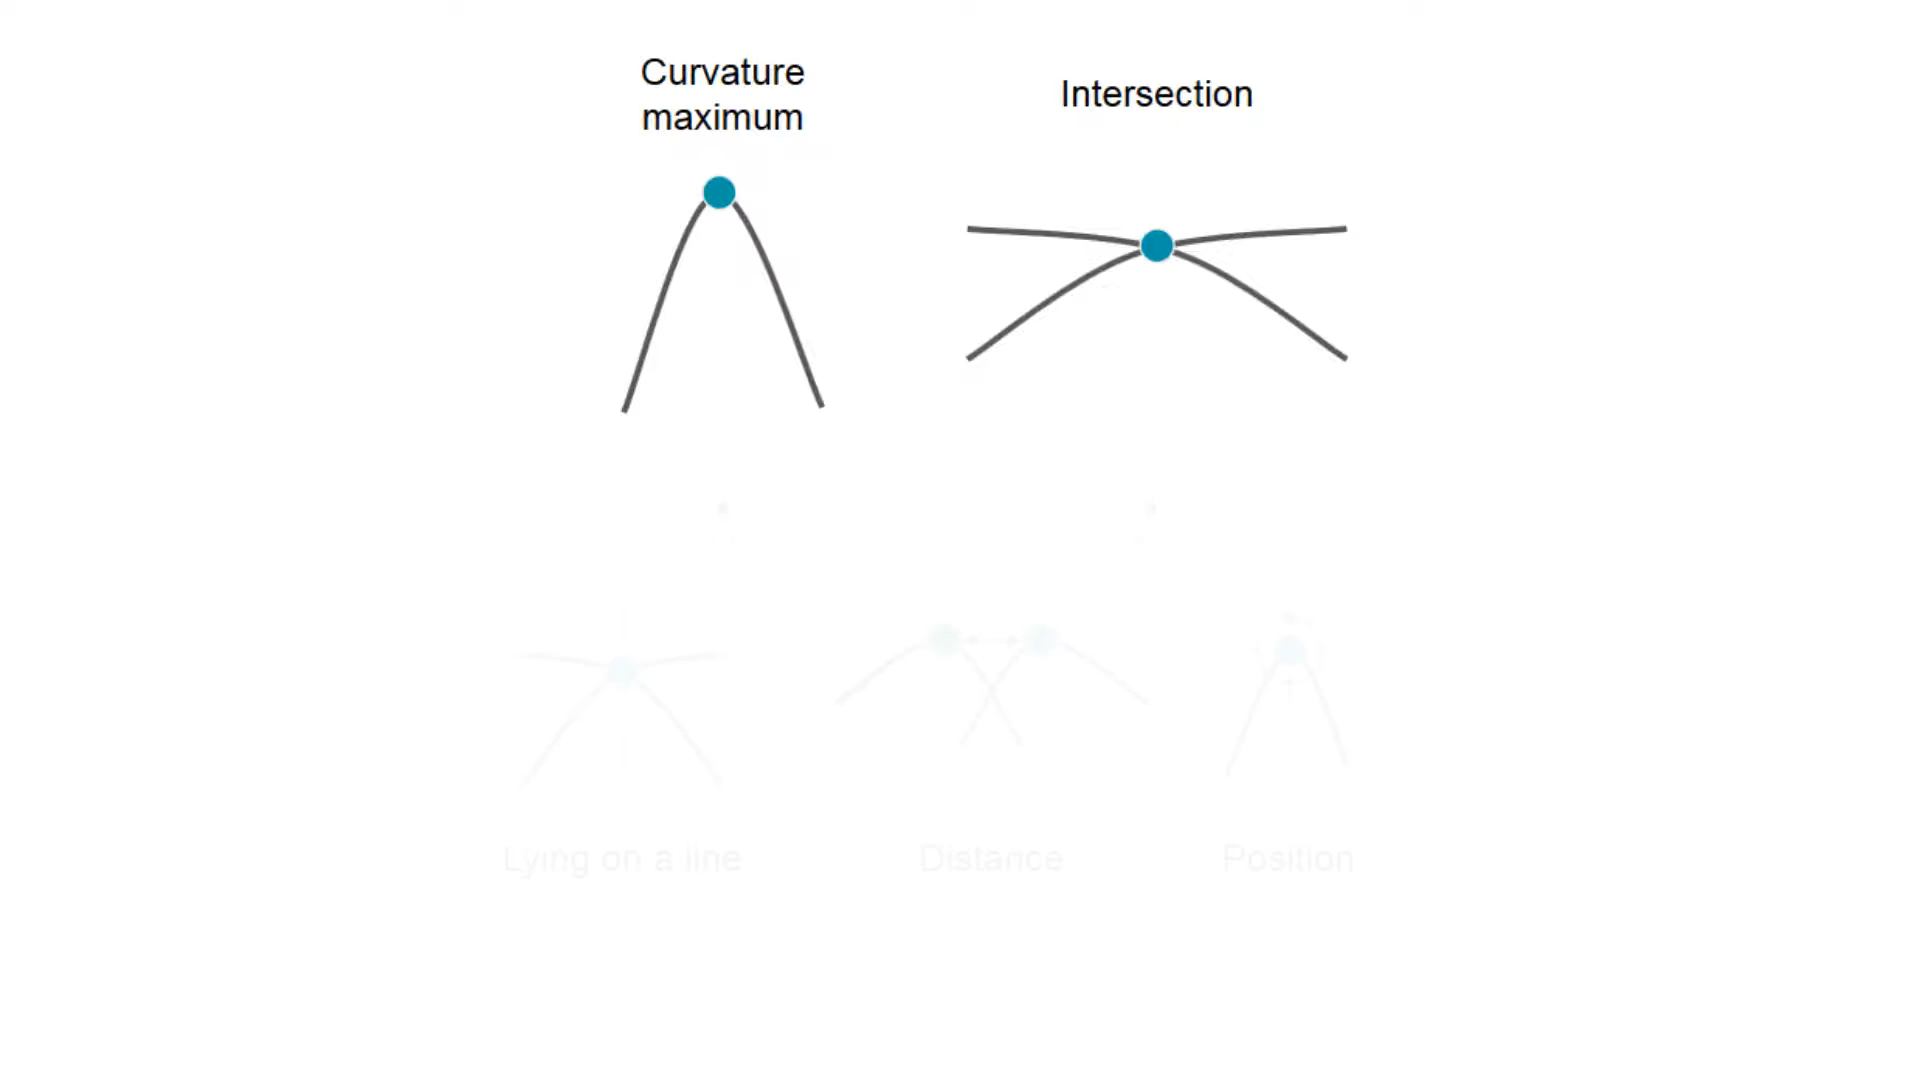 Curvature
maximum
Intersection
Lying on a line
Distance
Position